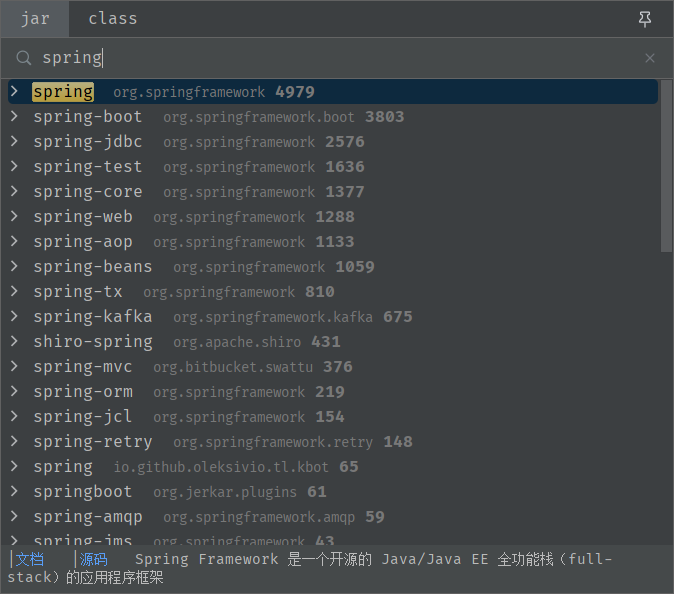 jar class
spring
spring org.springframework 4979
spring-boot org.springframework.boot 3803
spring-jdbc org.springframework 2576
spring-test org.springframework 1636
spring-core org.springframework 1377
spring-web org.springframework 1288
spring-aop org.springframework 1133
spring-beans org.springframework 1059
spring-tx org.springframework 810
spring-kafka org.springframework.kafka 675
shiro-spring org.apache.shiro 431
spring-mvc org.bitbucket.swattu 376
spring-orm org.springframework 219
spring-jcl org.springframework 154
spring-retry org.springframework.retry 148
spring io.github.oleksivio.tl.kbot 65
springboot org.jerkar.plugins 61
spring-amqp org.springframework.amqp 59
spring-jms org.springframework 43
|文档 |源码 Spring Framework 是一个开源的 Java/Java EE 全功能栈（full-
stack）的应用程序框架